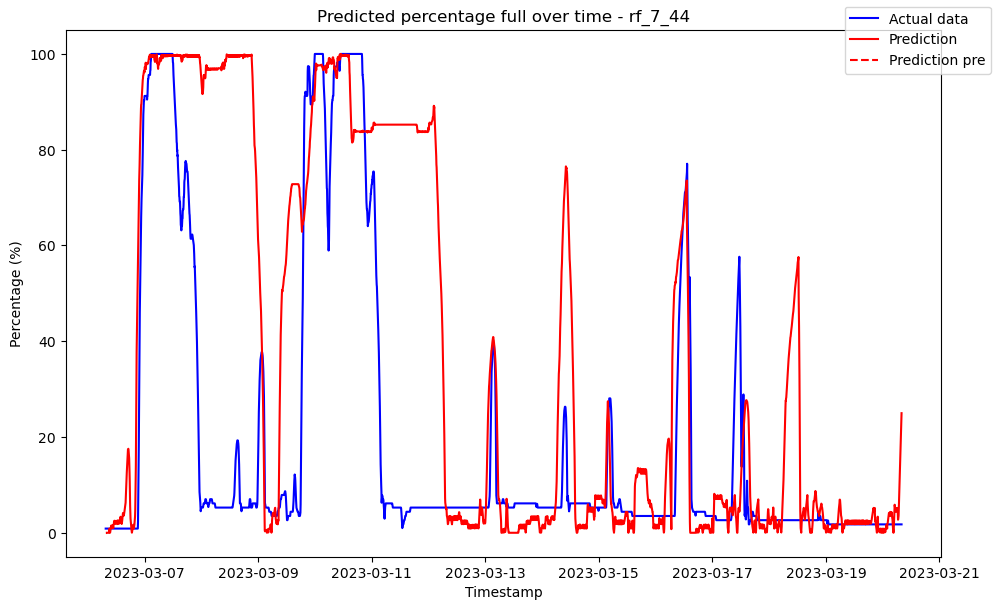 Predicted percentage full over time - rf_7_44
Actual data
Prediction
Prediction pre
Percentage (%)
100
80
60
40
20
0
2023-03-07
2023-03-09
2023-03-11
2023-03-13
2023-03-15
2023-03-17
2023-03-19
2023-03-21
Timestamp